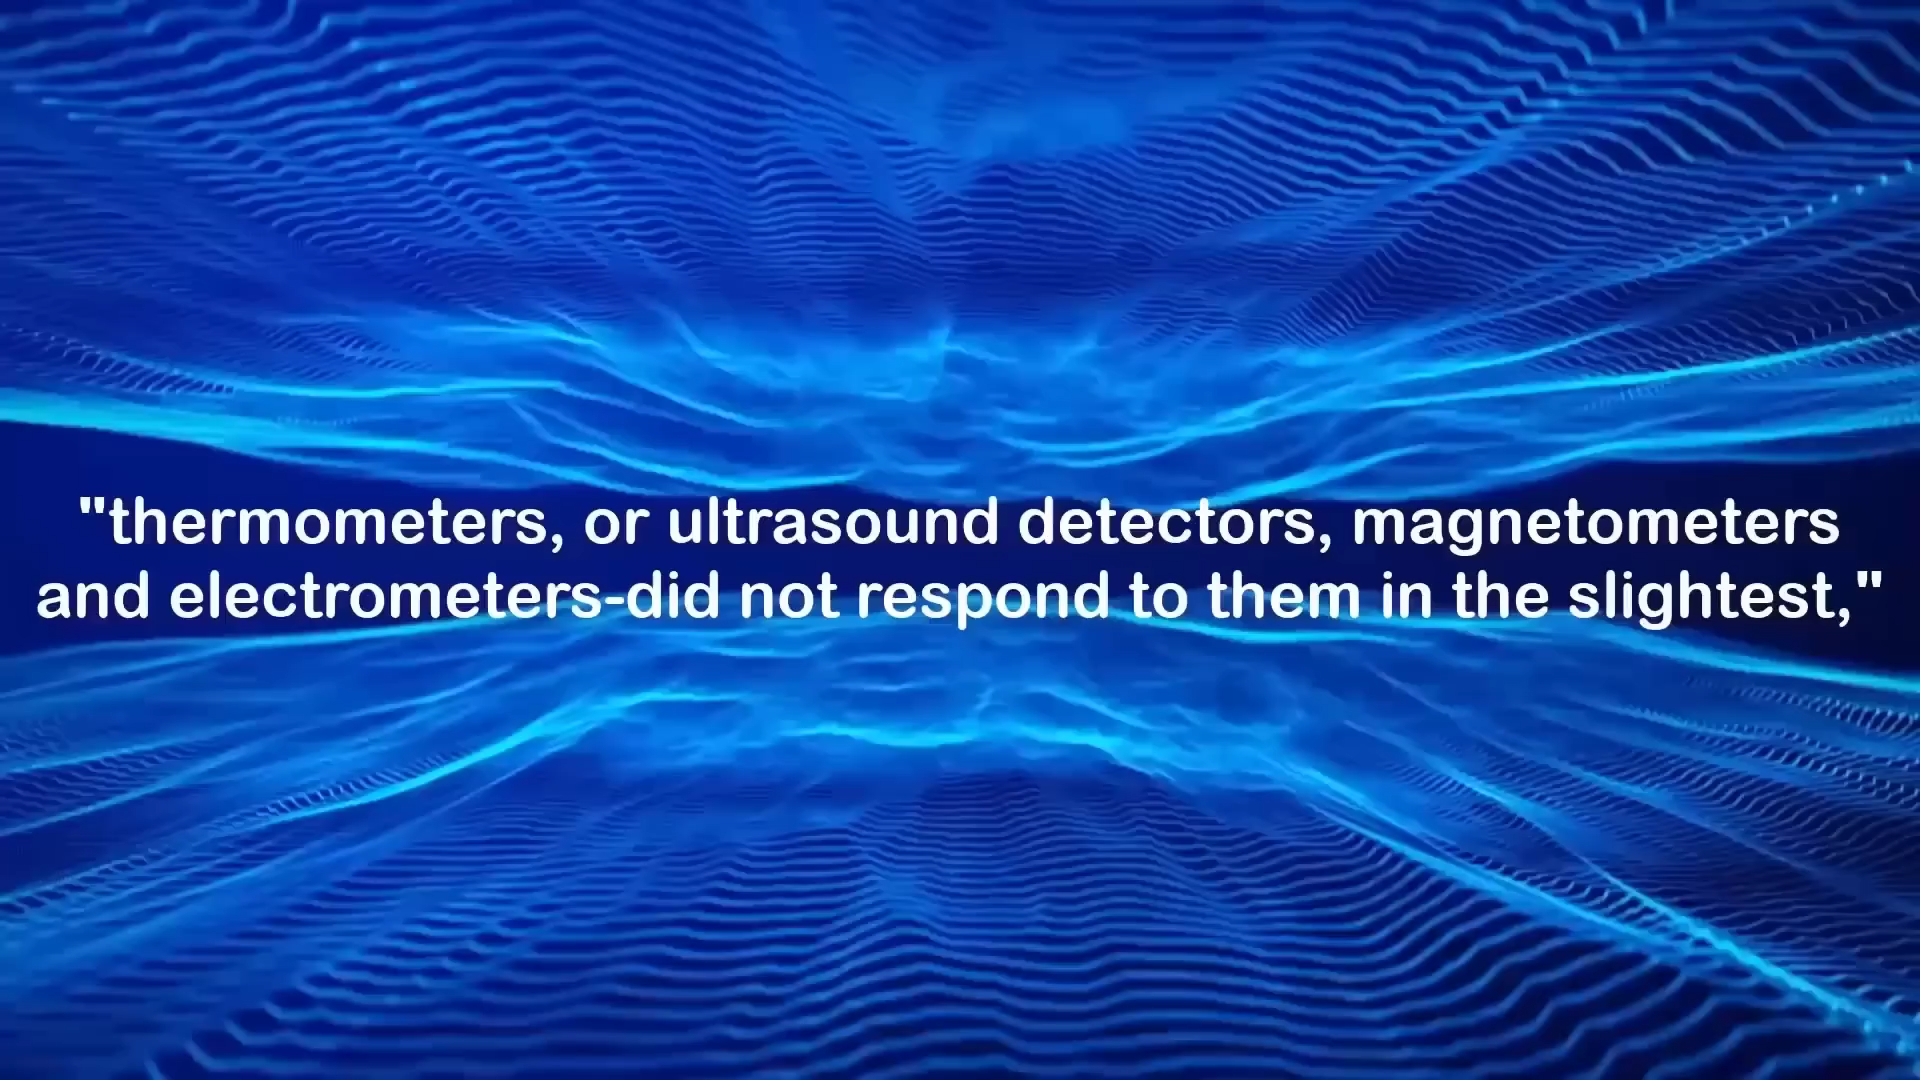 "thermometers, or ultrasound detectors, magnetometers
and electrometers-did not respond to them in the slightest,"